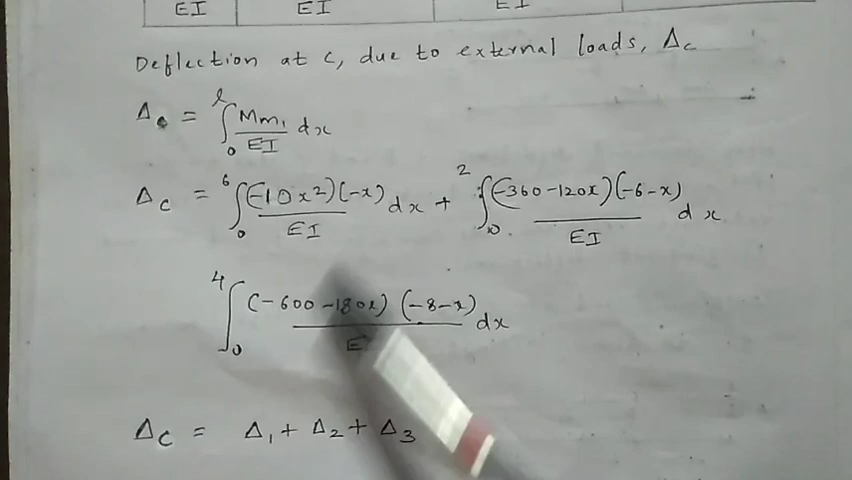 EI EI EI
Deflection at C, due to external loads, Δc
Δc = ∫₀ˡ Mm₁/EI dx
Δc = ∫₀⁶ (-10x²)(-x)/EI dx + ∫₀² (-360-120x)(-6-x)/EI dx
∫₀⁴ (-600-180x)(-8-x)/E dx
Δc = Δ₁ + Δ₂ + Δ₃